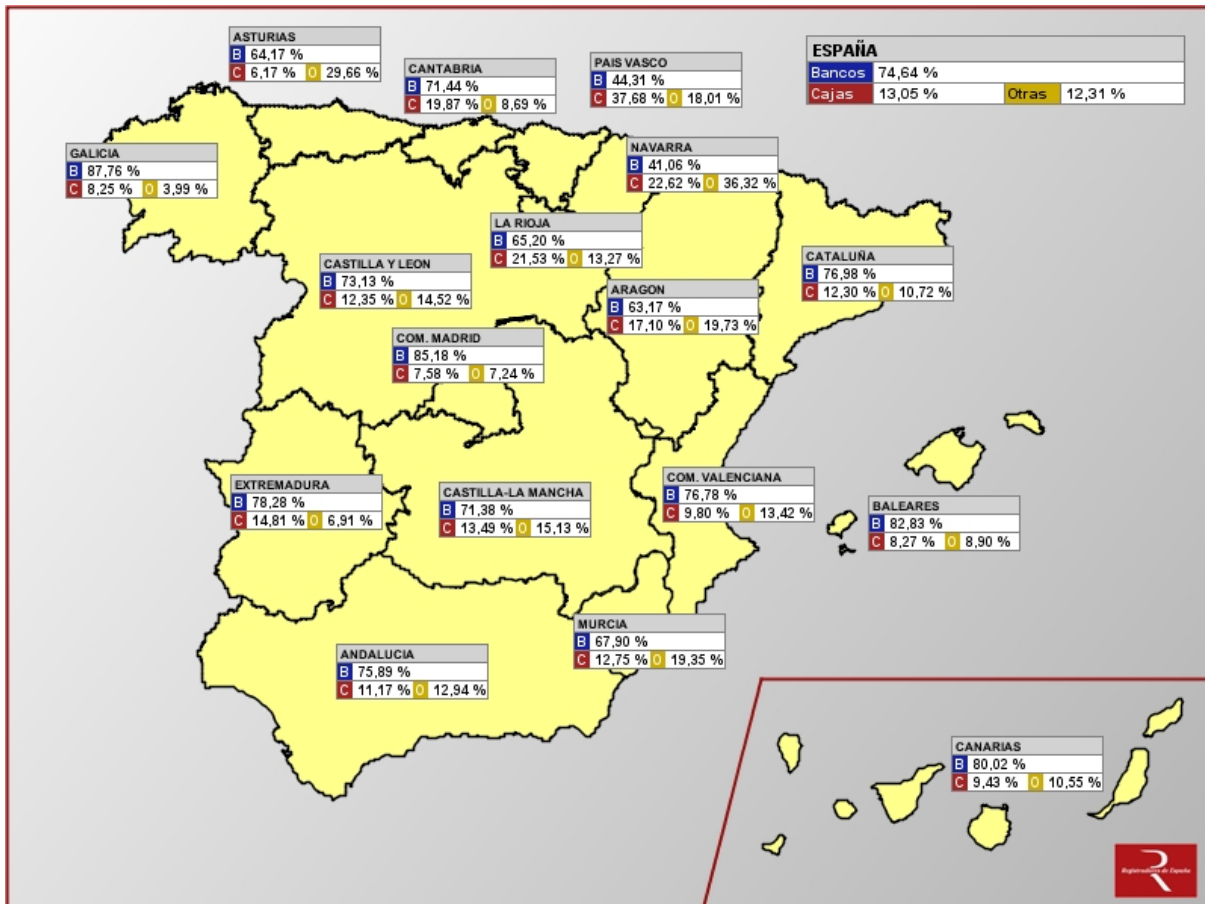 ASTURIAS
B 64,17 %
C 6,17 % O 29,66 %
CANTABRIA
B 71,44 %
C 19,87 % O 8,69 %
PAIS VASCO
B 44,31 %
C 37,68 % O 18,01 %
ESPAÑA
Bancos 74,64 %
Cajas 13,05 % Otras 12,31 %
GALICIA
B 87,76 %
C 8,25 % O 3,99 %
NAVARRA
B 41,06 %
C 22,62 % O 36,32 %
LA RIOJA
B 65,20 %
C 21,53 % O 13,27 %
CASTILLA Y LEON
B 73,13 %
C 12,35 % O 14,52 %
ARAGON
B 63,17 %
C 17,10 % O 19,73 %
CATALUÑA
B 76,98 %
C 12,30 % O 10,72 %
COM. MADRID
B 85,18 %
C 7,58 % O 7,24 %
EXTREMADURA
B 78,28 %
C 14,81 % O 6,91 %
CASTILLA-LA MANCHA
B 71,38 %
C 13,49 % O 15,13 %
COM. VALENCIANA
B 76,78 %
C 9,80 % O 13,42 %
BALEARES
B 82,83 %
C 8,27 % O 8,90 %
ANDALUCIA
B 75,89 %
C 11,17 % O 12,94 %
MURCIA
B 67,90 %
C 12,75 % O 19,35 %
CANARIAS
B 80,02 %
C 9,43 % O 10,55 %
R
Registradores de España